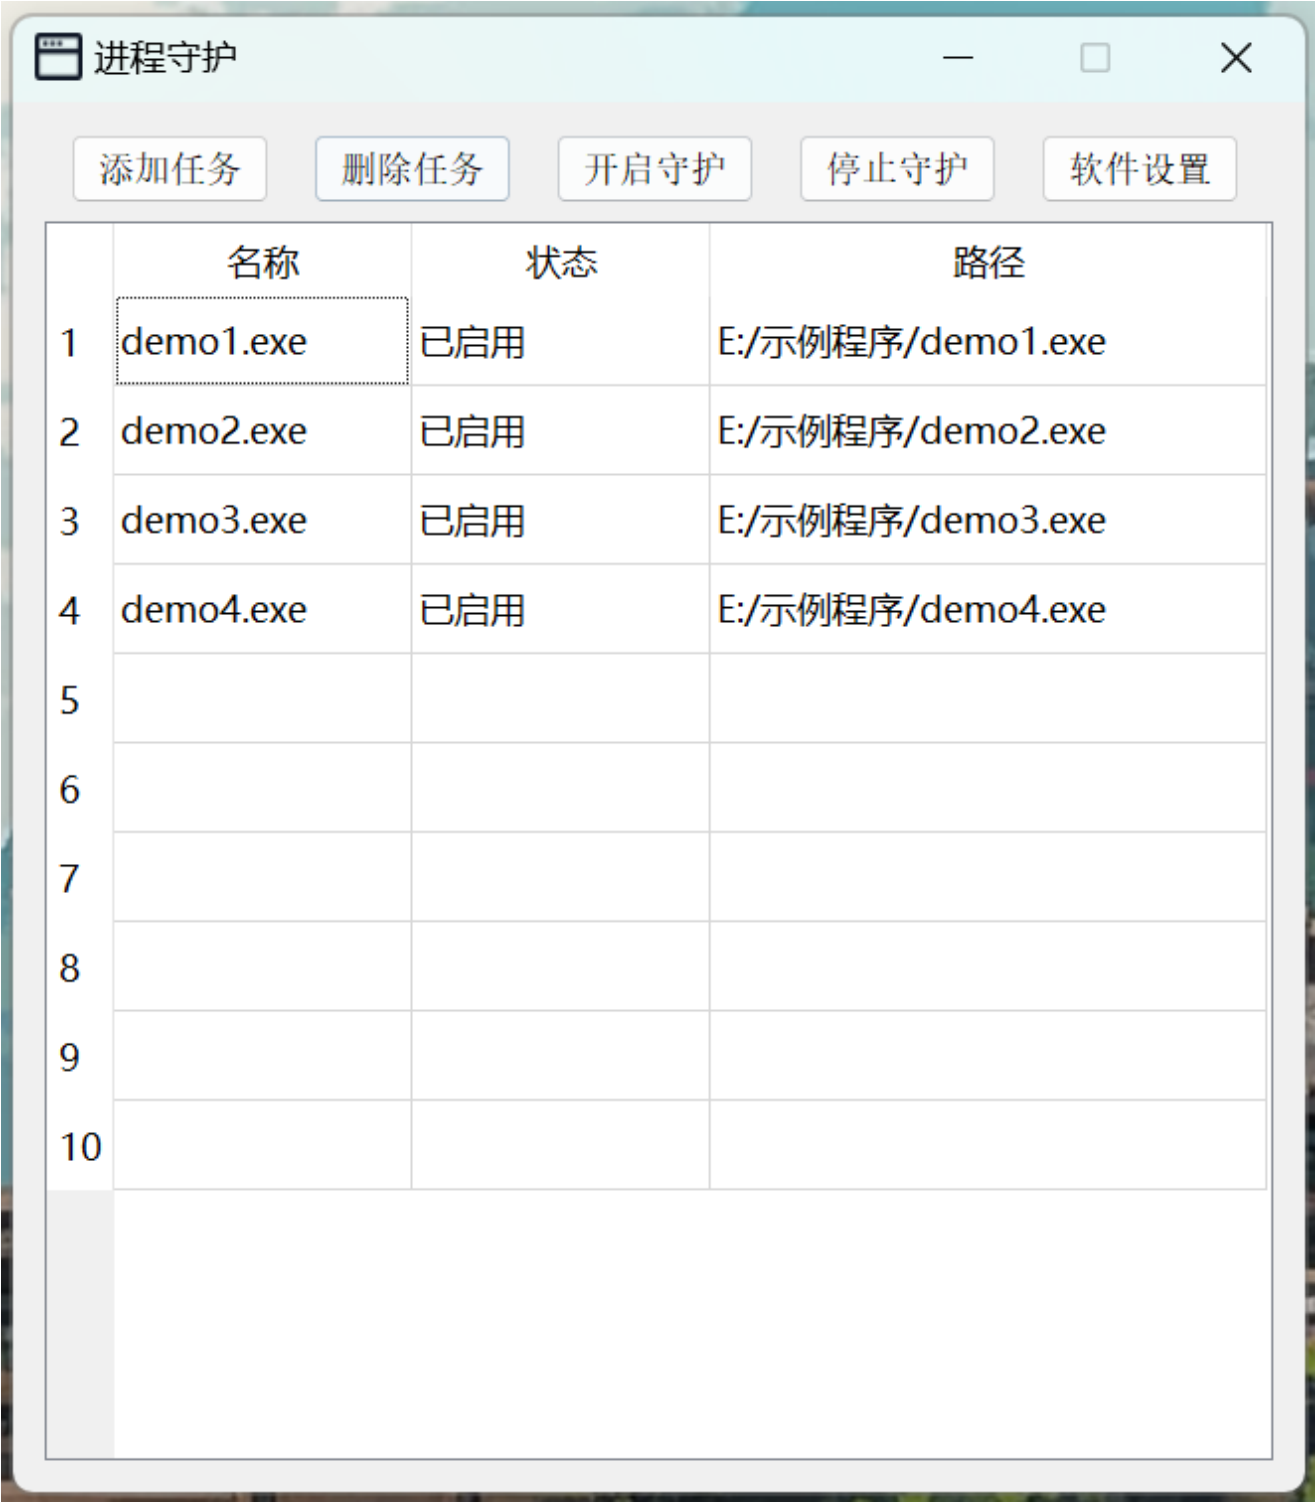 进程守护
添加任务 删除任务 开启守护 停止守护 软件设置
名称 状态 路径
1 demo1.exe 已启用 E:/示例程序/demo1.exe
2 demo2.exe 已启用 E:/示例程序/demo2.exe
3 demo3.exe 已启用 E:/示例程序/demo3.exe
4 demo4.exe 已启用 E:/示例程序/demo4.exe
5
6
7
8
9
10